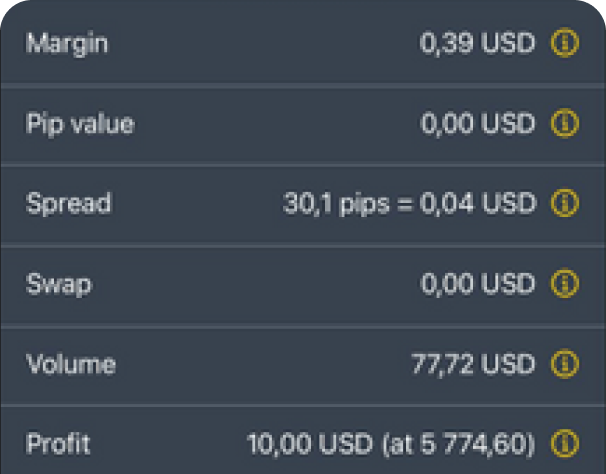 Margin 0,39 USD
Pip value 0,00 USD
Spread 30,1 pips = 0,04 USD
Swap 0,00 USD
Volume 77,72 USD
Profit 10,00 USD (at 5 774,60)